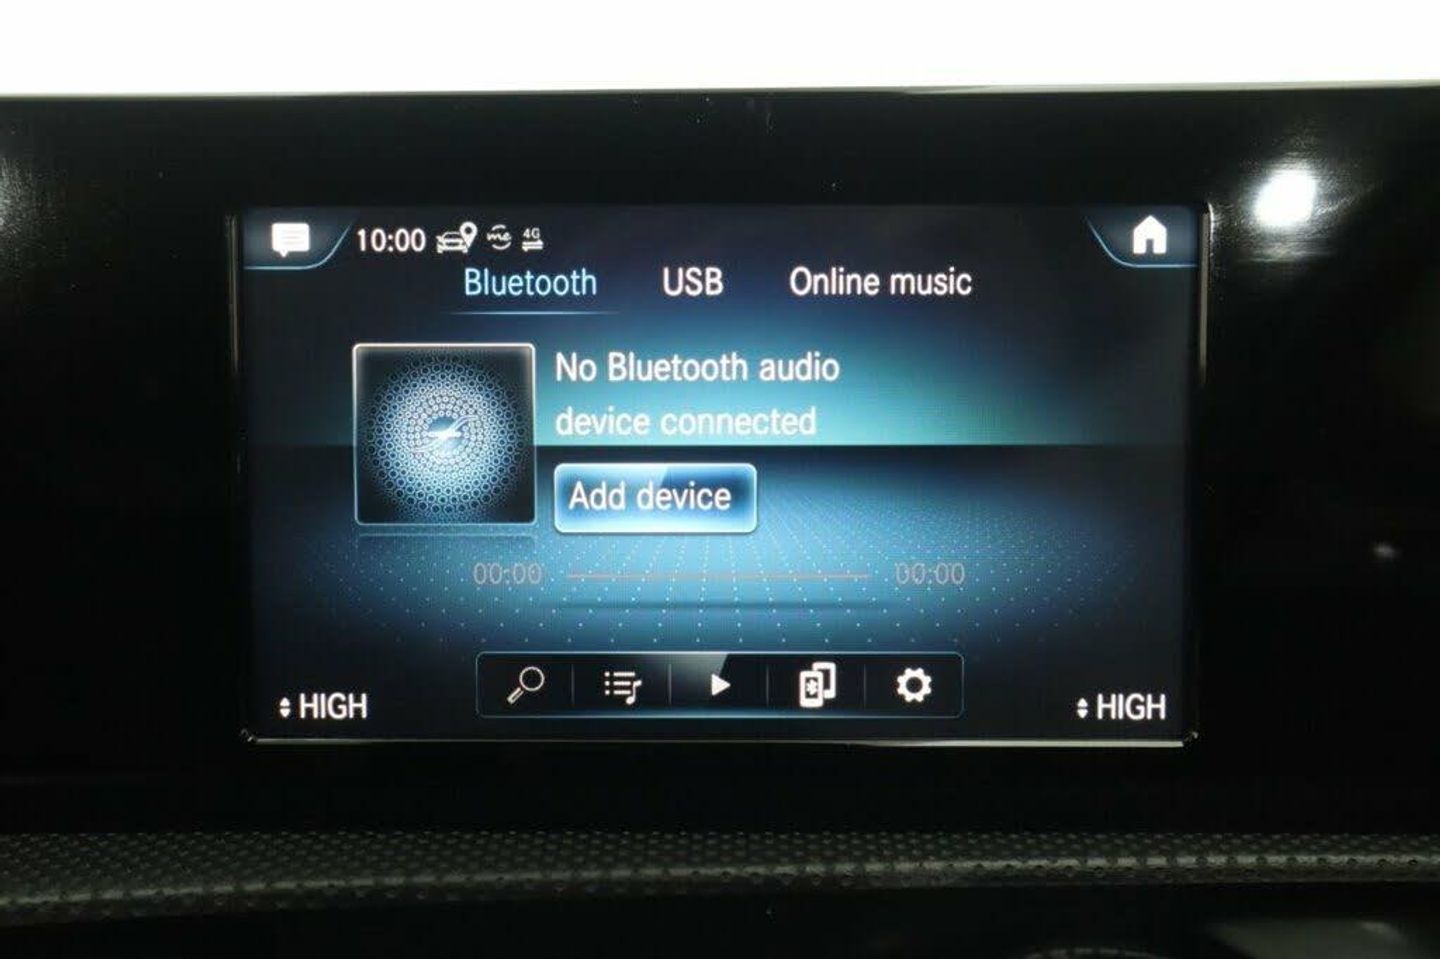 10:00 me 4G
Bluetooth USB Online music
No Bluetooth audio
device connected
Add device
00:00 00:00
HIGH HIGH